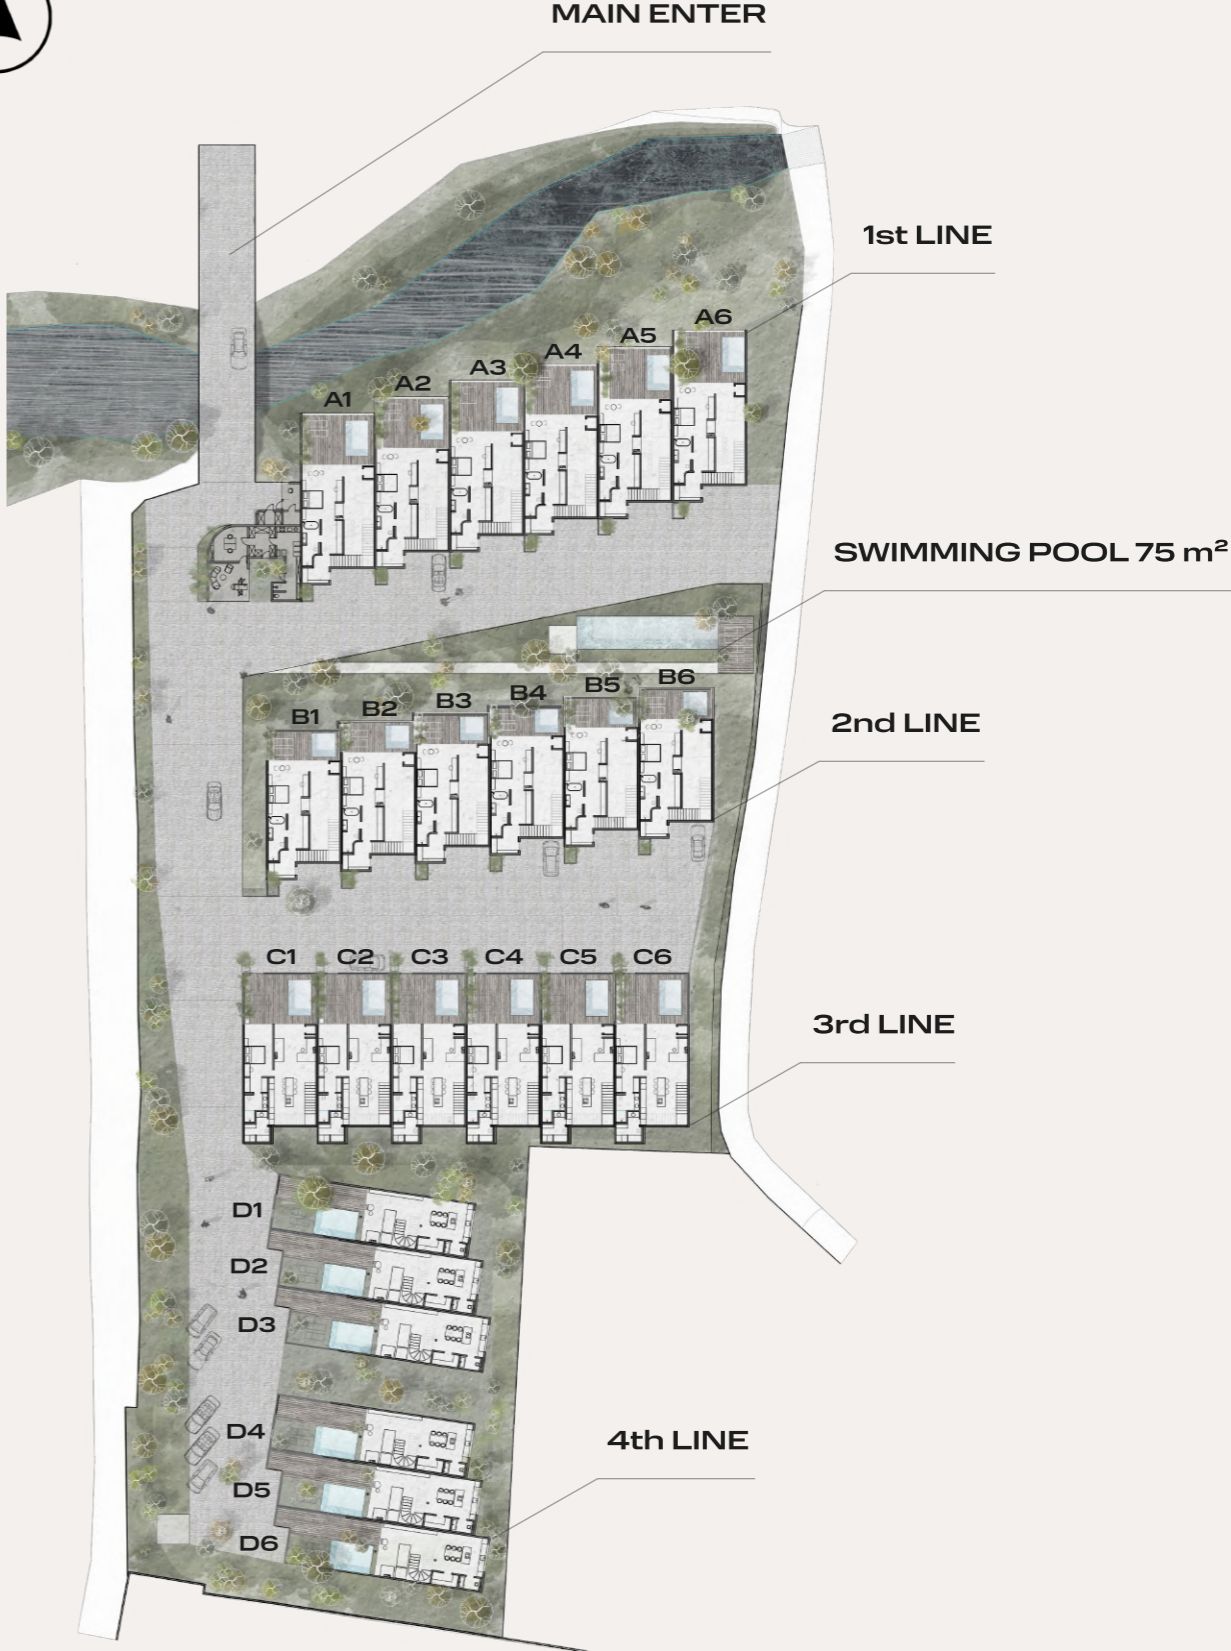 MAIN ENTER
1st LINE
A1
A2
A3
A4
A5
A6
SWIMMING POOL 75 m²
B1
B2
B3
B4
B5
B6
2nd LINE
C1
C2
C3
C4
C5
C6
3rd LINE
D1
D2
D3
D4
D5
D6
4th LINE